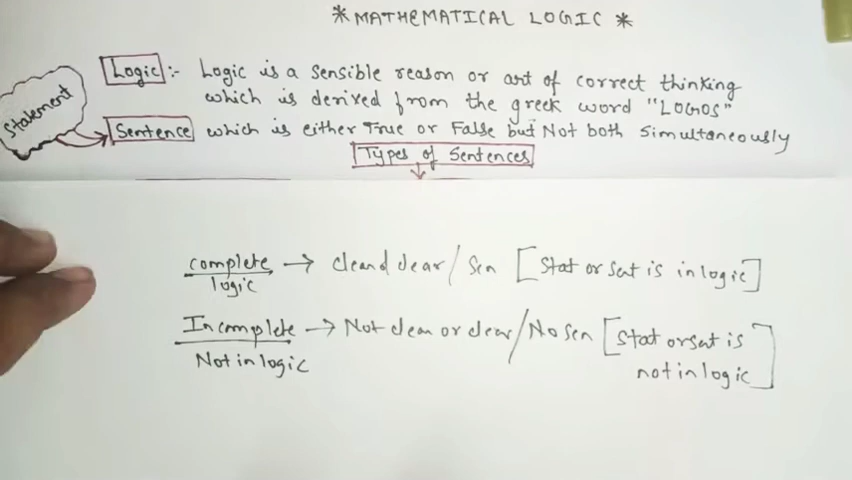 *MATHEMATICAL LOGIC *
Logic :- Logic is a sensible reason or art of correct thinking
which is derived from the greek word "LOGOS"
Statement
Sentence which is either True or False but Not both simultaneously
Types of Sentences
complete → clean d clear / Sen [Stat or sat is in logic]
logic
Incomplete → Not clean or clear / No sen [Stat or sat is
Not in logic
not in logic]